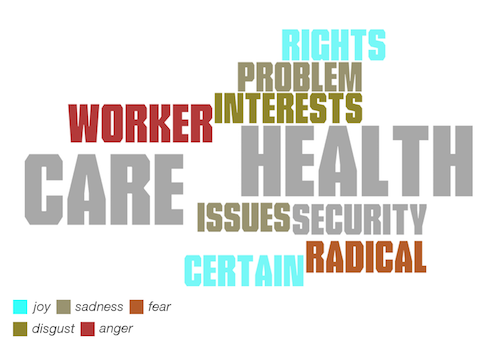 RIGHTS
PROBLEM
WORKER INTERESTS
CARE HEALTH
ISSUES SECURITY
CERTAIN RADICAL
joy sadness fear
disgust anger